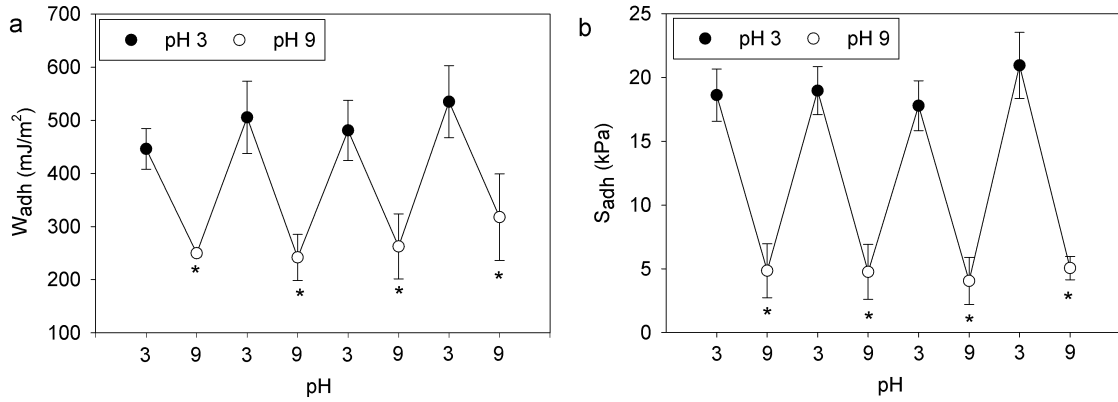 a
pH 3 pH 9
700
600
500
400
300
200
100
Wadh (mJ/m²)
* * * *
3 9 3 9 3 9 3 9
pH
b
pH 3 pH 9
25
20
15
10
5
0
Sadh (kPa)
* * * *
3 9 3 9 3 9 3 9
pH